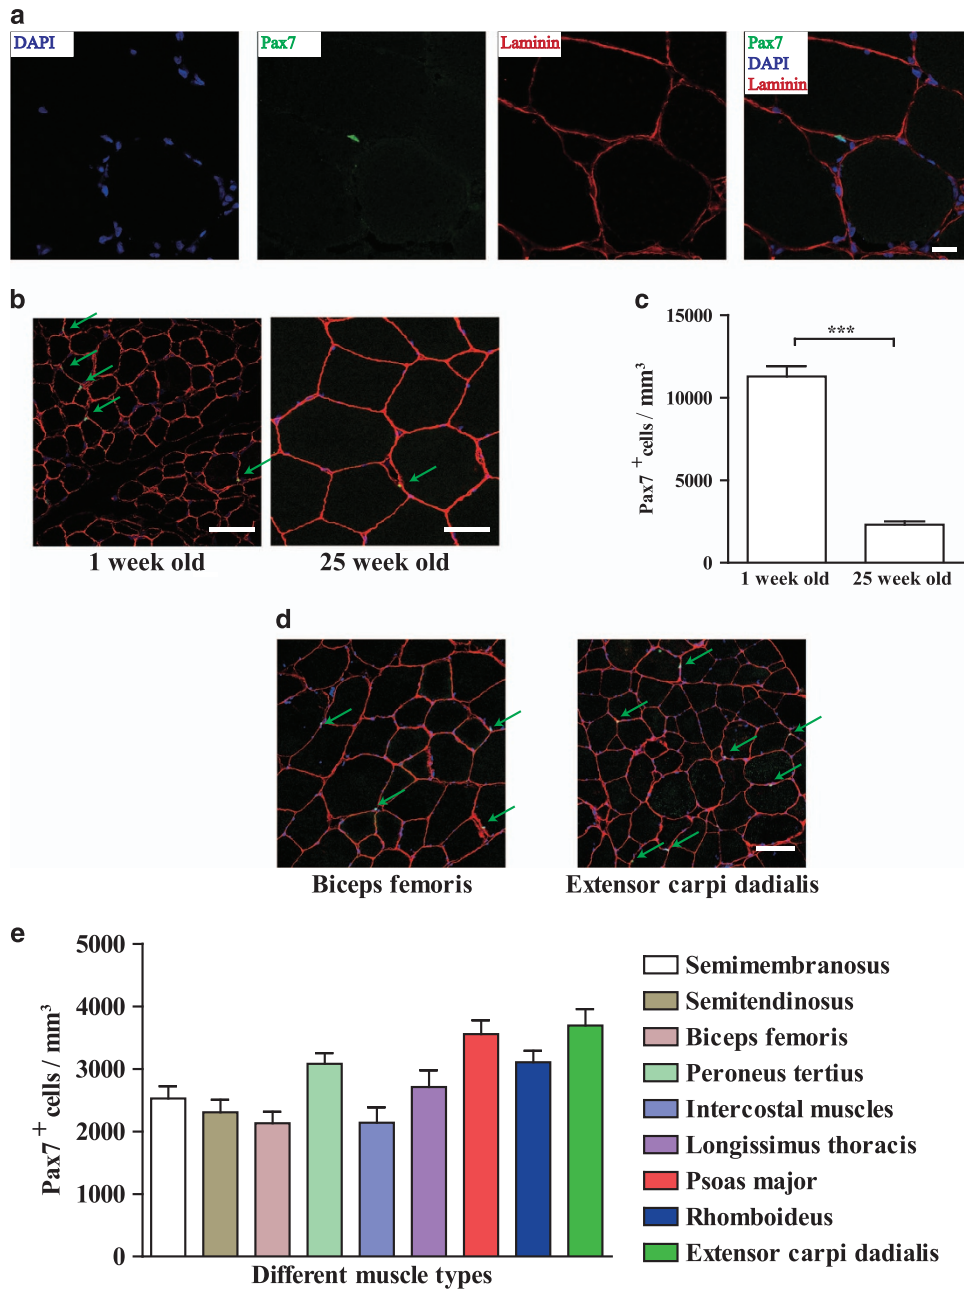 a
DAPI
Pax7
Laminin
Pax7
DAPI
Laminin
b
1 week old
25 week old
c
15000
10000
5000
0
Pax7 + cells / mm³
***
1 week old
25 week old
d
Biceps femoris
Extensor carpi dadialis
e
5000
4000
3000
2000
1000
0
Pax7 + cells / mm³
Different muscle types
Semimembranosus
Semitendinosus
Biceps femoris
Peroneus tertius
Intercostal muscles
Longissimus thoracis
Psoas major
Rhomboideus
Extensor carpi dadialis